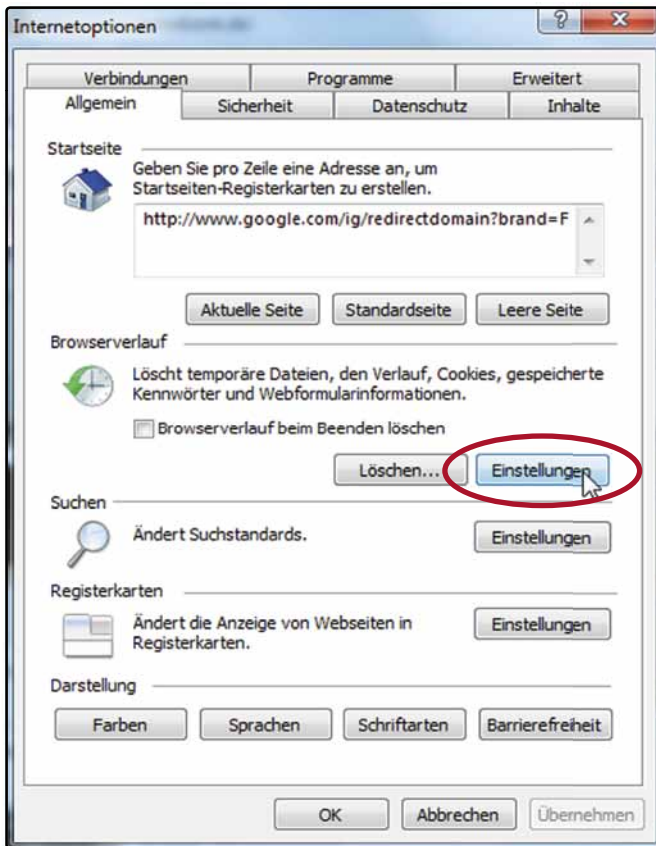 Internetoptionen
Verbindungen Programme Erweitert
Allgemein Sicherheit Datenschutz Inhalte
Startseite
Geben Sie pro Zeile eine Adresse an, um
Startseiten-Registerkarten zu erstellen.
http://www.google.com/ig/redirectdomain?brand=F
Aktuelle Seite Standardseite Leere Seite
Browserverlauf
Löscht temporäre Dateien, den Verlauf, Cookies, gespeicherte
Kennwörter und Webformularinformationen.
Browserverlauf beim Beenden löschen
Löschen... Einstellungen
Suchen
Ändert Suchstandards. Einstellungen
Registerkarten
Ändert die Anzeige von Webseiten in Einstellungen
Registerkarten.
Darstellung
Farben Sprachen Schriftarten Barrierefreiheit
OK Abbrechen Übernehmen